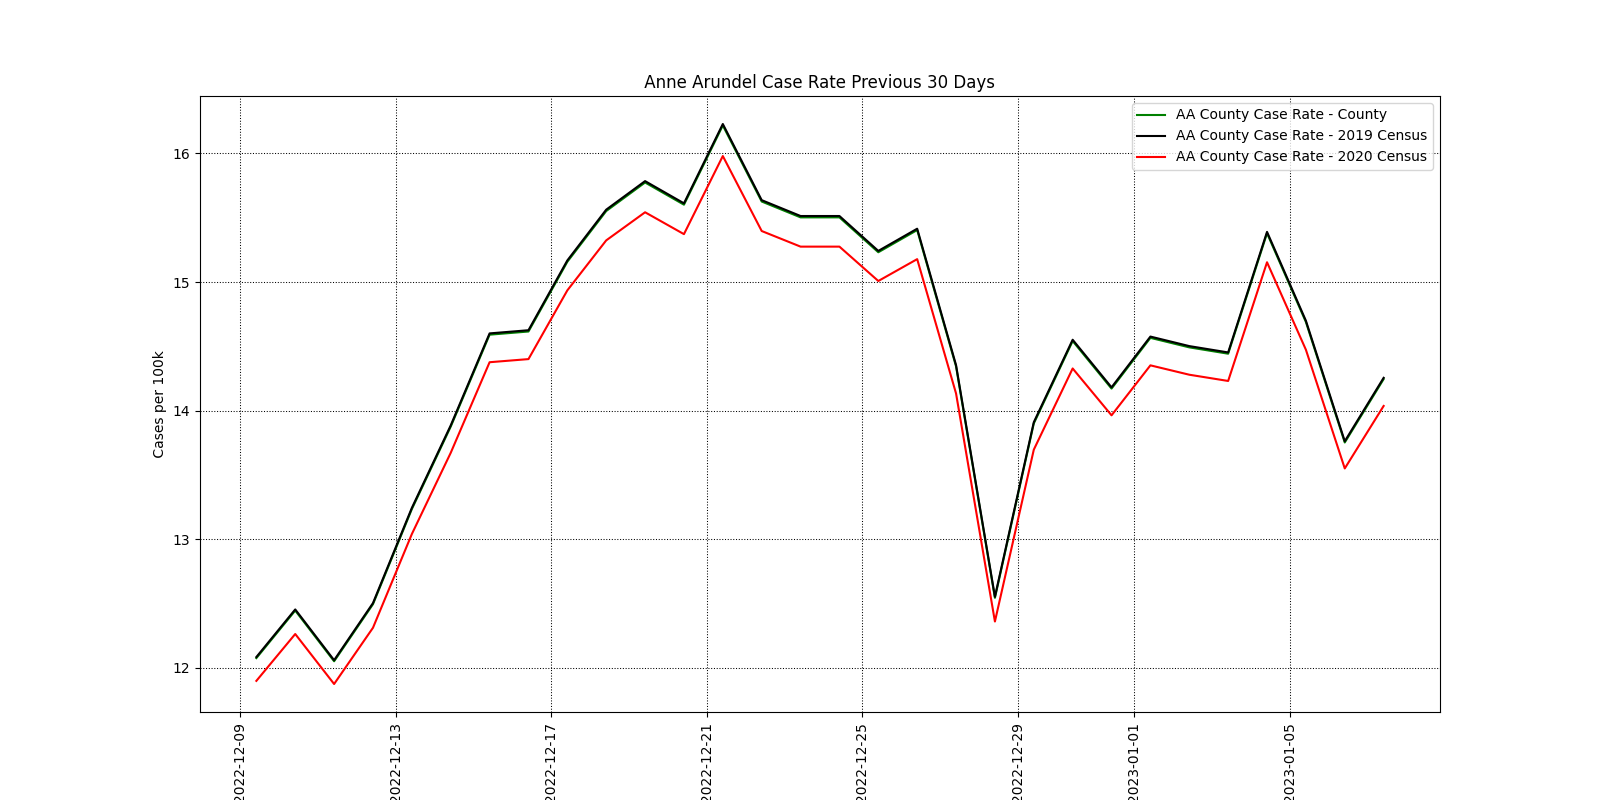 Anne Arundel Case Rate Previous 30 Days
AA County Case Rate - County
AA County Case Rate - 2019 Census
AA County Case Rate - 2020 Census
Cases per 100k
16
15
14
13
12
2022-12-09
2022-12-13
2022-12-17
2022-12-21
2022-12-25
2022-12-29
2023-01-01
2023-01-05